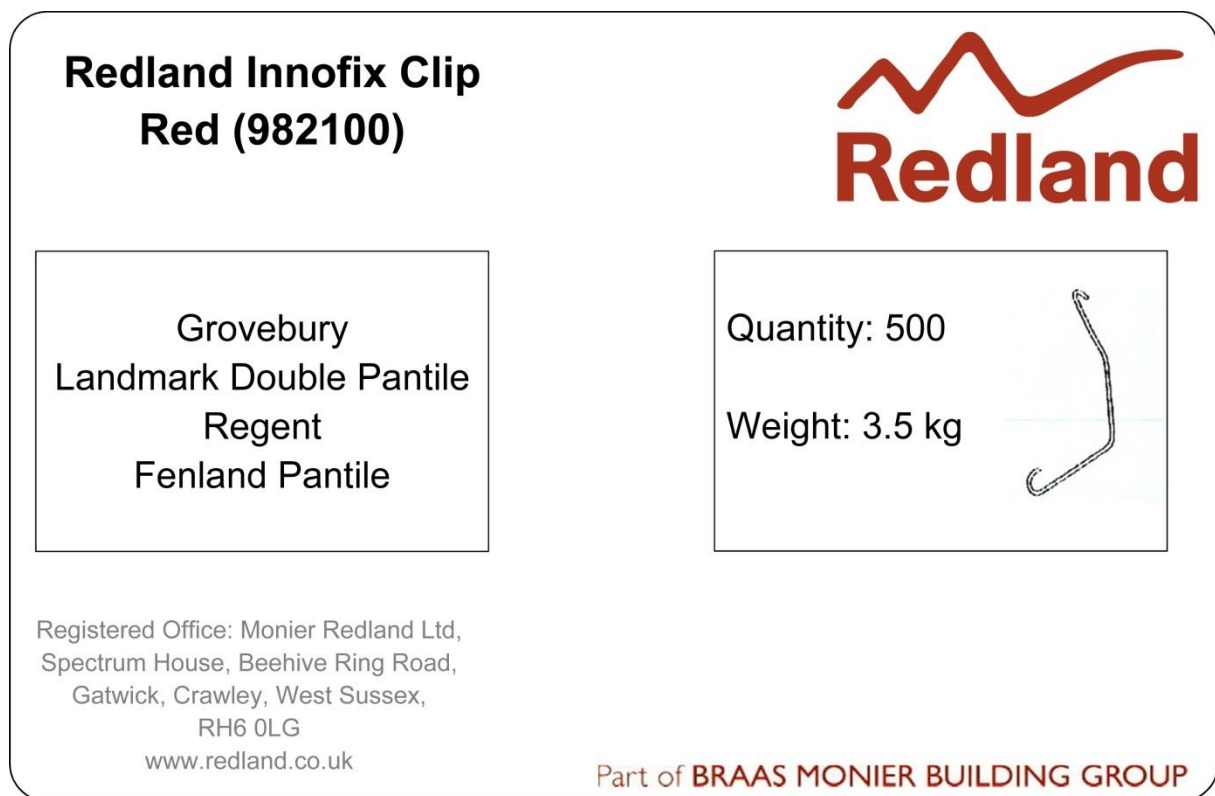 Redland Innofix Clip
Red (982100)
Redland
Grovebury
Landmark Double Pantile
Regent
Fenland Pantile
Quantity: 500
Weight: 3.5 kg
Registered Office: Monier Redland Ltd,
Spectrum House, Beehive Ring Road,
Gatwick, Crawley, West Sussex,
RH6 0LG
www.redland.co.uk
Part of BRAAS MONIER BUILDING GROUP